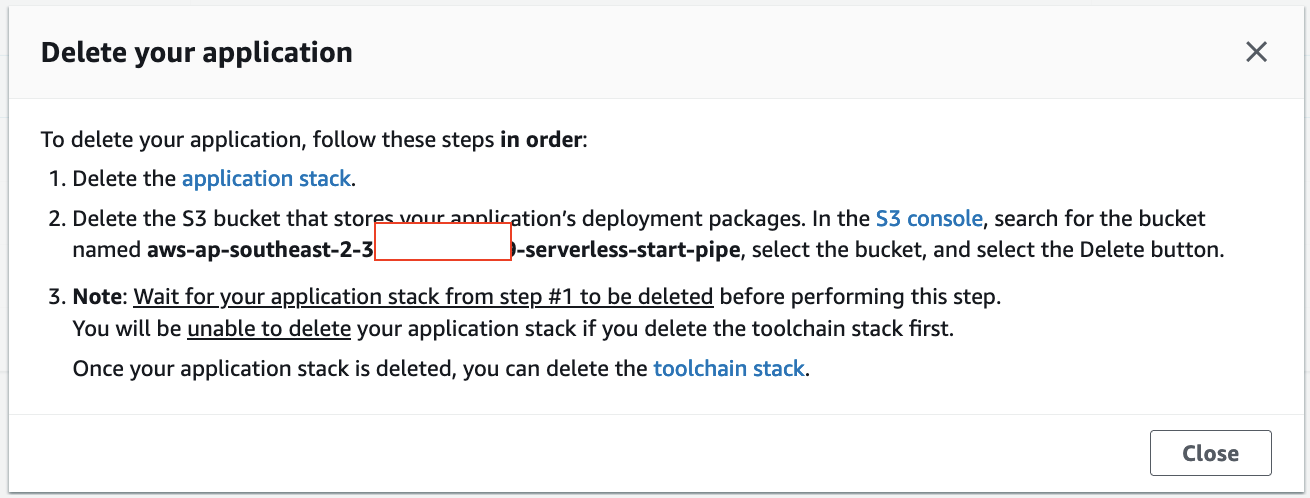 Delete your application
To delete your application, follow these steps in order:
1. Delete the application stack.
2. Delete the S3 bucket that stores your application's deployment packages. In the S3 console, search for the bucket
named aws-ap-southeast-2-3 -serverless-start-pipe, select the bucket, and select the Delete button.
3. Note: Wait for your application stack from step #1 to be deleted before performing this step.
You will be unable to delete your application stack if you delete the toolchain stack first.
Once your application stack is deleted, you can delete the toolchain stack.
Close